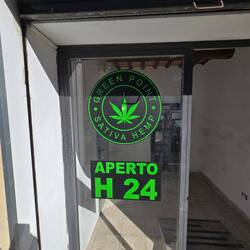 GREEN POINT
SATIVA HEMP
APERTO
H 24